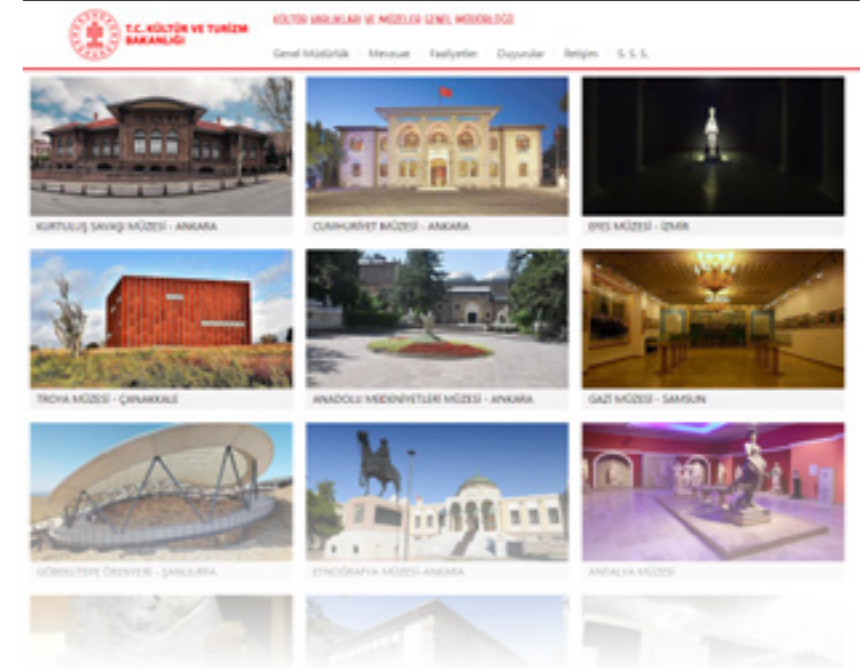 T.C. KÜLTÜR VE TURİZM
BAKANLIĞI
KÜLTÜR VARLIKLARI VE MÜZELER GENEL MÜDÜRLÜĞÜ
Genel Müdürlük Mevzuat Faaliyetler Duyurular İletişim S. S. S.
KURTULUŞ SAVAŞI MÜZESİ - ANKARA
CUMHURİYET MÜZESİ - ANKARA
EFES MÜZESİ - İZMİR
TROYA MÜZESİ - ÇANAKKALE
ANADOLU MEDENİYETLERİ MÜZESİ - ANKARA
GAZİ MÜZESİ - SAMSUN
GÖBEKLİTEPE ÖRENYERİ - ŞANLIURFA
ETNOĞRAFYA MÜZESİ-ANKARA
ANTALYA MÜZESİ